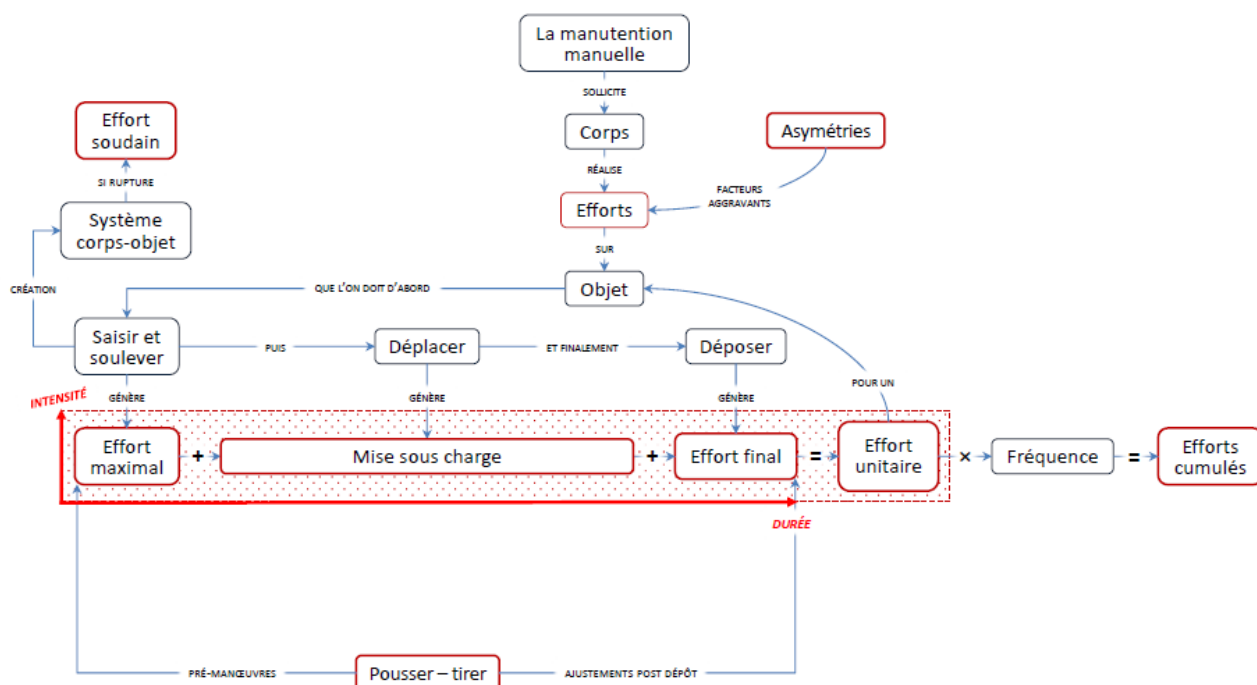 La manutention
manuelle
SOLLICITE
Effort
soudain
Corps
Asymétries
SI RUPTURE
RÉALISE
FACTEURS
AGGRAVANTS
Système
corps-objet
Efforts
SUR
CRÉATION
QUE L'ON DOIT D'ABORD
Objet
Saisir et
soulever
PUIS
Déplacer
ET FINALEMENT
Déposer
POUR UN
INTENSITÉ
GÉNÈRE
GÉNÈRE
GÉNÈRE
Effort
maximal
+
Mise sous charge
+
Effort final
=
Effort
unitaire
×
Fréquence
=
Efforts
cumulés
DURÉE
PRÉ-MANŒUVRES
Pousser – tirer
AJUSTEMENTS POST DÉPÔT